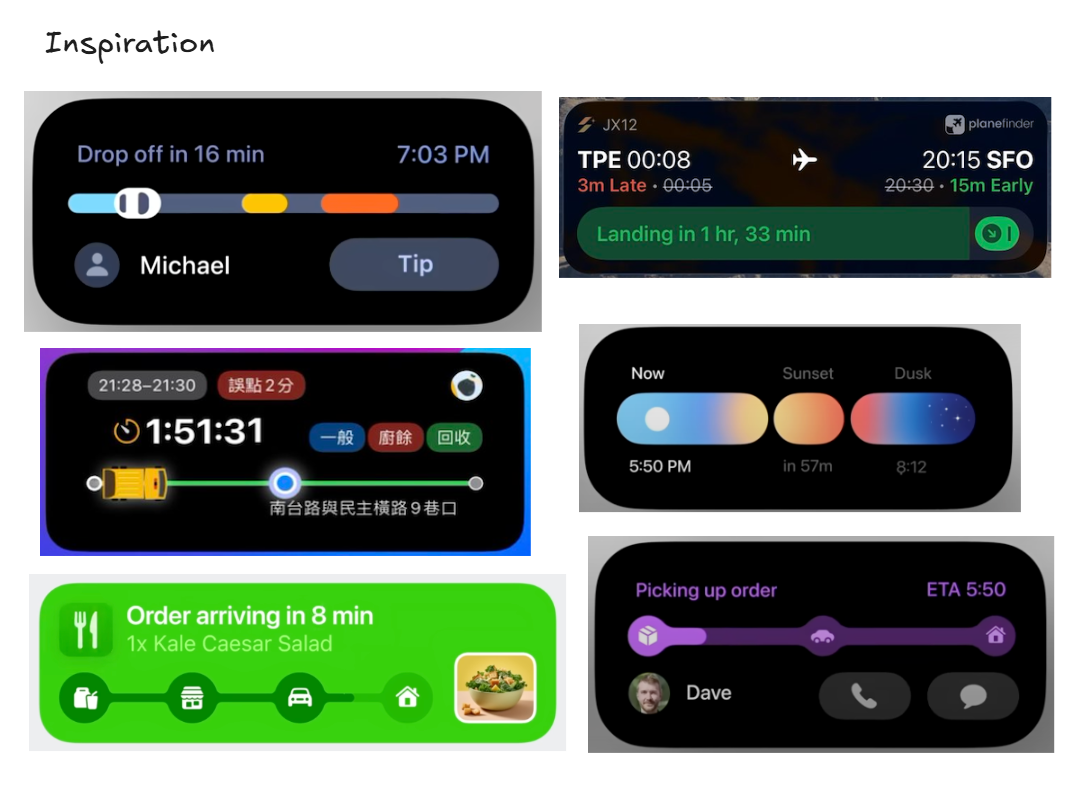 Inspiration
Drop off in 16 min
7:03 PM
Michael
Tip
JX12
planefinder
TPE 00:08
20:15 SFO
3m Late • 00:05
20:30 • 15m Early
Landing in 1 hr, 33 min
21:28–21:30
誤點2分
1:51:31
一般
廚餘
回收
南台路與民主橫路9巷口
Now
Sunset
Dusk
5:50 PM
in 57m
8:12
Order arriving in 8 min
1x Kale Caesar Salad
Picking up order
ETA 5:50
Dave